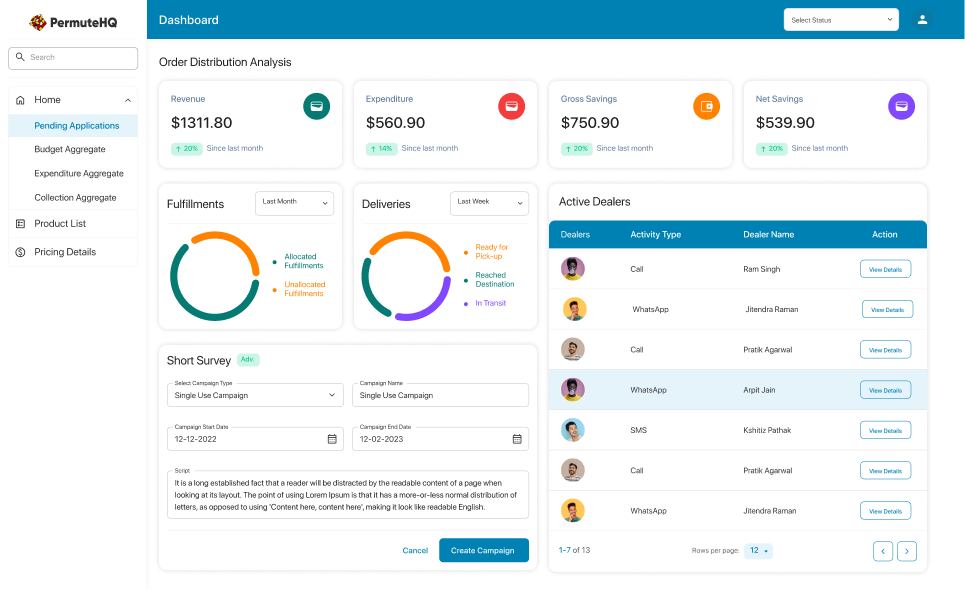 PermuteHQ
Search
Home
Pending Applications
Budget Aggregate
Expenditure Aggregate
Collection Aggregate
Product List
Pricing Details
Dashboard
Select Status
Order Distribution Analysis
Revenue
$1311.80
↑ 20% Since last month
Expenditure
$560.90
↑ 14% Since last month
Gross Savings
$750.90
↑ 20% Since last month
Net Savings
$539.90
↑ 20% Since last month
Fulfillments
Last Month
Allocated
Fulfillments
Unallocated
Fulfillments
Deliveries
Last Week
Ready for
Pick-up
Reached
Destination
In Transit
Short Survey Adv.
Select Campaign Type
Single Use Campaign
Campaign Name
Single Use Campaign
Campaign Start Date
12-12-2022
Campaign End Date
12-02-2023
Script
It is a long established fact that a reader will be distracted by the readable content of a page when
looking at its layout. The point of using Lorem Ipsum is that it has a more-or-less normal distribution of
letters, as opposed to using 'Content here, content here', making it look like readable English.
Cancel Create Campaign
Active Dealers
Dealers Activity Type Dealer Name Action
Call Ram Singh View Details
WhatsApp Jitendra Raman View Details
Call Pratik Agarwal View Details
WhatsApp Arpit Jain View Details
SMS Kshitiz Pathak View Details
Call Pratik Agarwal View Details
WhatsApp Jitendra Raman View Details
1-7 of 13 Rows per page: 12